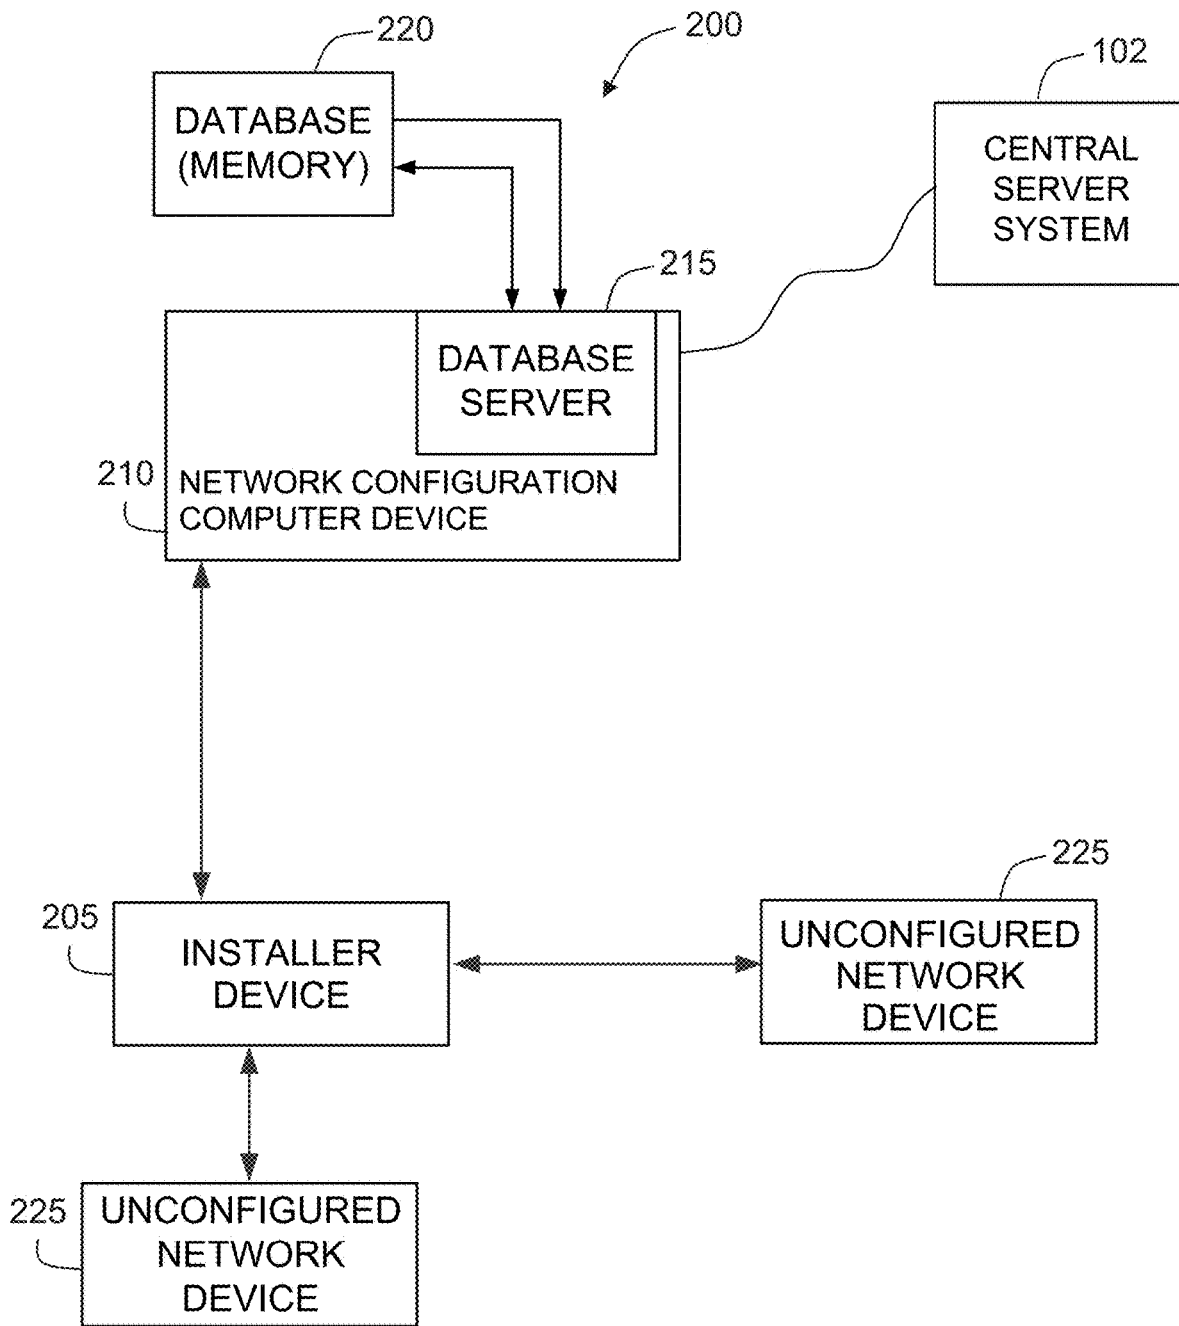 220
200
102
DATABASE
(MEMORY)
CENTRAL
SERVER
SYSTEM
215
DATABASE
SERVER
210
NETWORK CONFIGURATION
COMPUTER DEVICE
225
205
INSTALLER
DEVICE
UNCONFIGURED
NETWORK
DEVICE
225
UNCONFIGURED
NETWORK
DEVICE